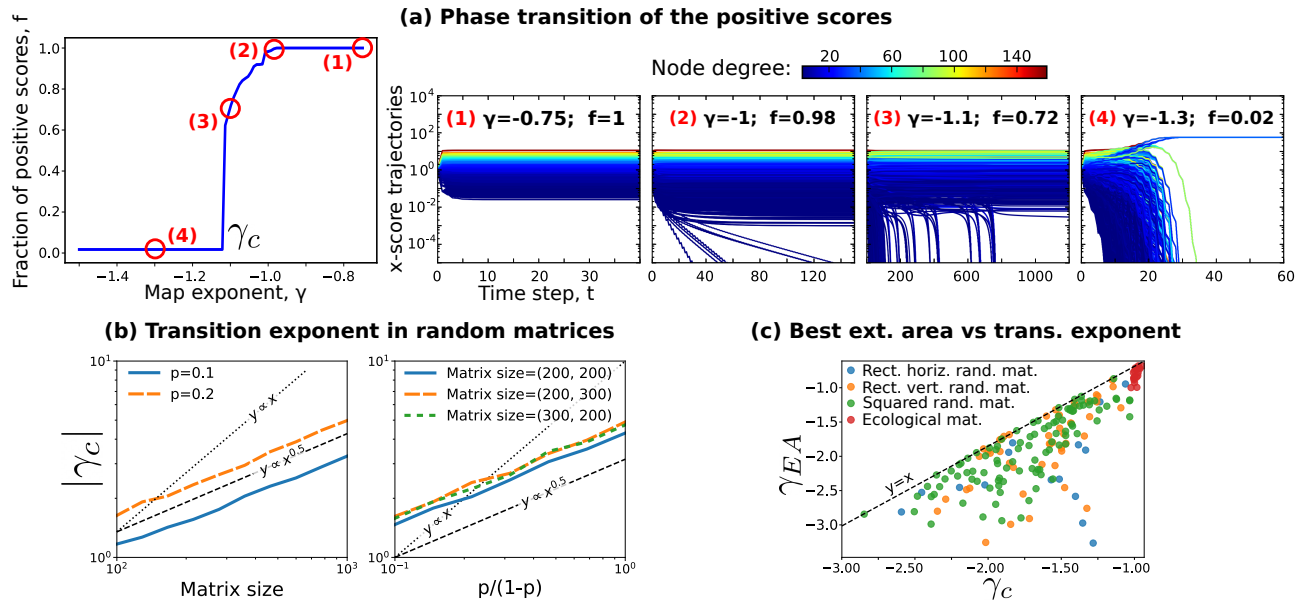 (a) Phase transition of the positive scores
Fraction of positive scores, f
1.0
0.8
0.6
0.4
0.2
0.0
(1)
(2)
(3)
(4)
γc
−1.4
−1.2
−1.0
−0.8
Map exponent, γ
Node degree:
20
60
100
140
x-score trajectories
10^4
10^2
10^0
10^-2
10^-4
(1) γ=-0.75; f=1
(2) γ=-1; f=0.98
(3) γ=-1.1; f=0.72
(4) γ=-1.3; f=0.02
0 10 20 30
0 40 80 120
200 600 1000
0 20 40 60
Time step, t
(b) Transition exponent in random matrices
|γc|
10^1
10^0
p=0.1
p=0.2
y ∝ x
y ∝ x^0.5
10^2
10^3
Matrix size
10^1
10^0
Matrix size=(200, 200)
Matrix size=(200, 300)
Matrix size=(300, 200)
y ∝ x
y ∝ x^0.5
10^-1
10^0
p/(1-p)
(c) Best ext. area vs trans. exponent
γEA
−1.0
−1.5
−2.0
−2.5
−3.0
Rect. horiz. rand. mat.
Rect. vert. rand. mat.
Squared rand. mat.
Ecological mat.
y=x
−3.00
−2.50
−2.00
−1.50
−1.00
γc